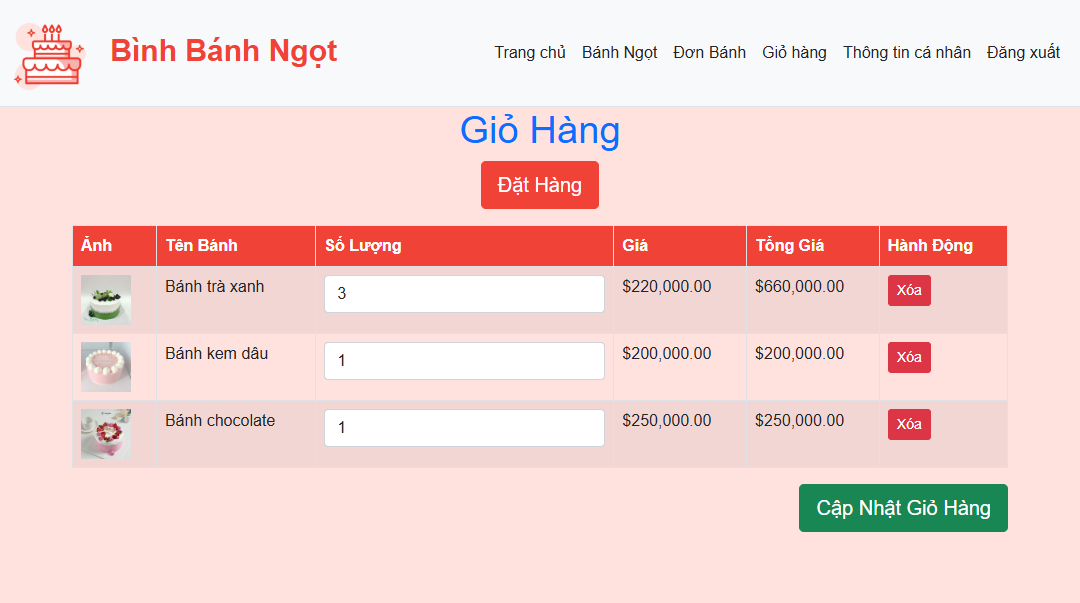 Bình Bánh Ngọt
Trang chủ Bánh Ngọt Đơn Bánh Giỏ hàng Thông tin cá nhân Đăng xuất
Giỏ Hàng
Đặt Hàng
Ảnh Tên Bánh Số Lượng Giá Tổng Giá Hành Động
Bánh trà xanh 3 $220,000.00 $660,000.00 Xóa
Bánh kem dâu 1 $200,000.00 $200,000.00 Xóa
Bánh chocolate 1 $250,000.00 $250,000.00 Xóa
Cập Nhật Giỏ Hàng